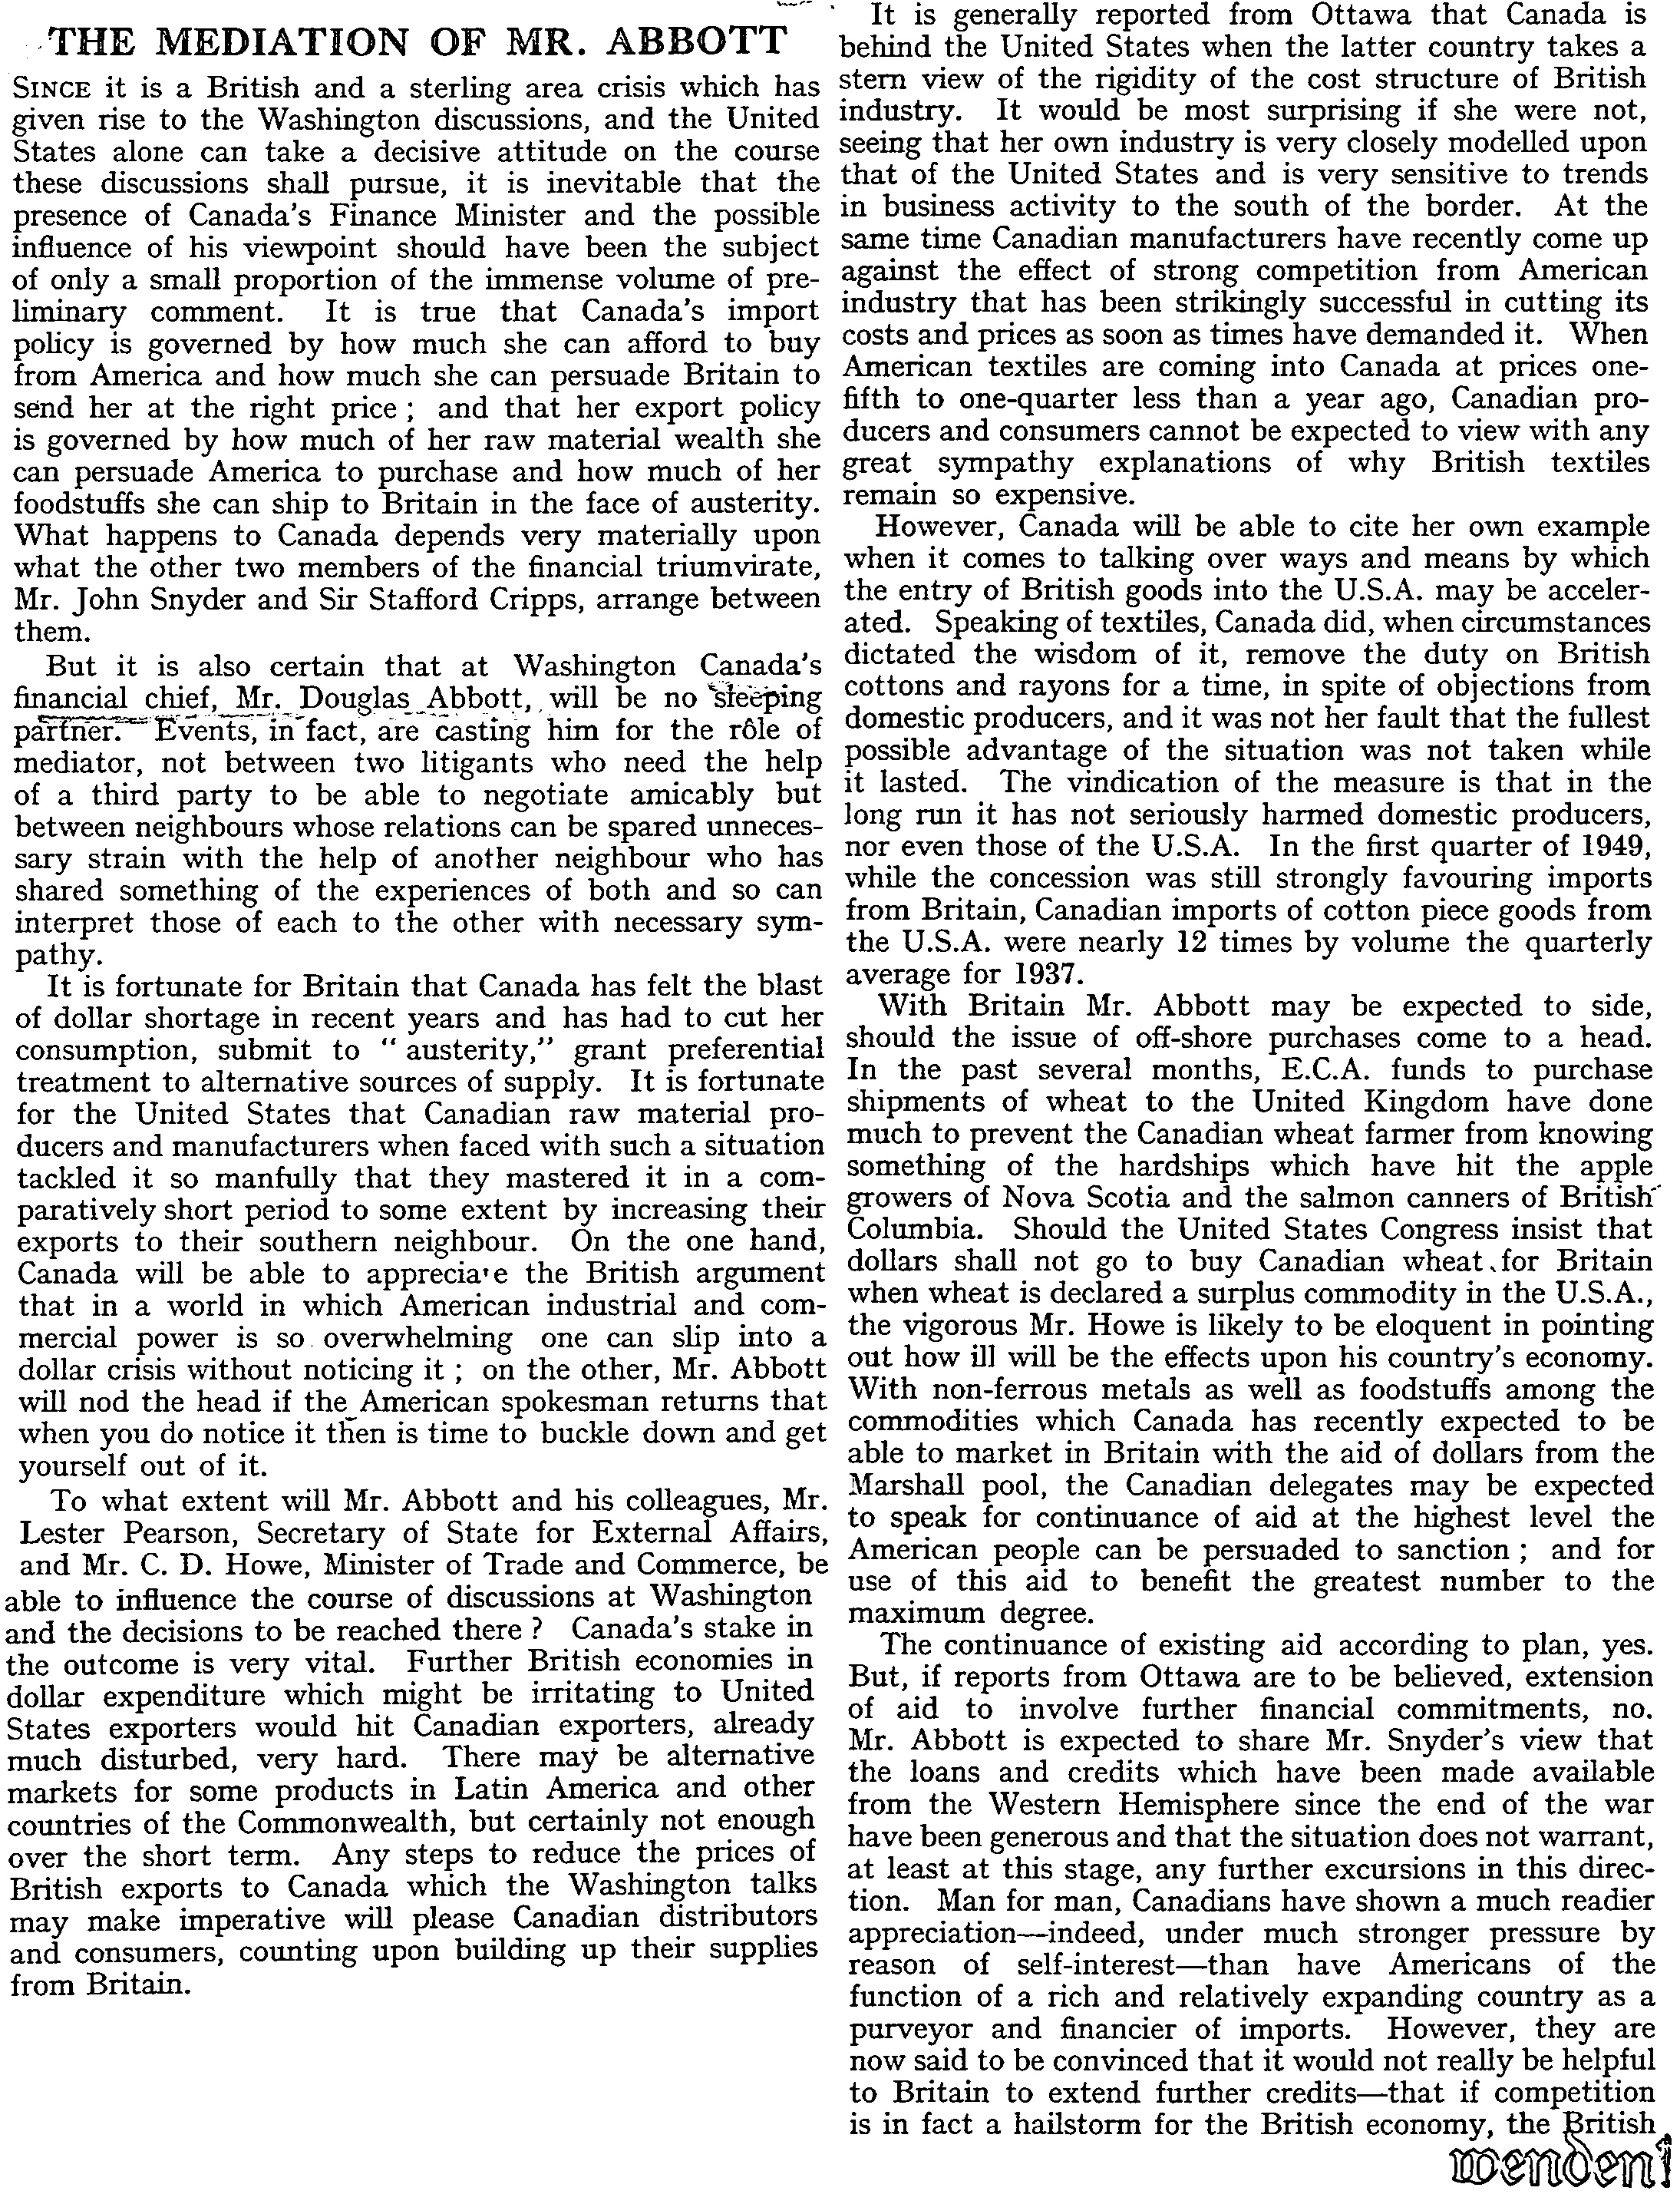 THE MEDIATION OF MR. ABBOTT
SINCE it is a British and a sterling area crisis which has
given rise to the Washington discussions, and the United
States alone can take a decisive attitude on the course
these discussions shall pursue, it is inevitable that the
presence of Canada's Finance Minister and the possible
influence of his viewpoint should have been the subject
of only a small proportion of the immense volume of pre-
liminary comment. It is true that Canada's import
policy is governed by how much she can afford to buy
from America and how much she can persuade Britain to
send her at the right price ; and that her export policy
is governed by how much of her raw material wealth she
can persuade America to purchase and how much of her
foodstuffs she can ship to Britain in the face of austerity.
What happens to Canada depends very materially upon
what the other two members of the financial triumvirate,
Mr. John Snyder and Sir Stafford Cripps, arrange between
them.
But it is also certain that at Washington Canada's
financial chief, Mr. Douglas Abbott, will be no sleeping
partner. Events, in fact, are casting him for the rôle of
mediator, not between two litigants who need the help
of a third party to be able to negotiate amicably but
between neighbours whose relations can be spared unneces-
sary strain with the help of another neighbour who has
shared something of the experiences of both and so can
interpret those of each to the other with necessary sym-
pathy.
It is fortunate for Britain that Canada has felt the blast
of dollar shortage in recent years and has had to cut her
consumption, submit to " austerity," grant preferential
treatment to alternative sources of supply. It is fortunate
for the United States that Canadian raw material pro-
ducers and manufacturers when faced with such a situation
tackled it so manfully that they mastered it in a com-
paratively short period to some extent by increasing their
exports to their southern neighbour. On the one hand,
Canada will be able to appreciate the British argument
that in a world in which American industrial and com-
mercial power is so overwhelming one can slip into a
dollar crisis without noticing it ; on the other, Mr. Abbott
will nod the head if the American spokesman returns that
when you do notice it then is time to buckle down and get
yourself out of it.
To what extent will Mr. Abbott and his colleagues, Mr.
Lester Pearson, Secretary of State for External Affairs,
and Mr. C. D. Howe, Minister of Trade and Commerce, be
able to influence the course of discussions at Washington
and the decisions to be reached there ? Canada's stake in
the outcome is very vital. Further British economies in
dollar expenditure which might be irritating to United
States exporters would hit Canadian exporters, already
much disturbed, very hard. There may be alternative
markets for some products in Latin America and other
countries of the Commonwealth, but certainly not enough
over the short term. Any steps to reduce the prices of
British exports to Canada which the Washington talks
may make imperative will please Canadian distributors
and consumers, counting upon building up their supplies
from Britain.
It is generally reported from Ottawa that Canada is
behind the United States when the latter country takes a
stern view of the rigidity of the cost structure of British
industry. It would be most surprising if she were not,
seeing that her own industry is very closely modelled upon
that of the United States and is very sensitive to trends
in business activity to the south of the border. At the
same time Canadian manufacturers have recently come up
against the effect of strong competition from American
industry that has been strikingly successful in cutting its
costs and prices as soon as times have demanded it. When
American textiles are coming into Canada at prices one-
fifth to one-quarter less than a year ago, Canadian pro-
ducers and consumers cannot be expected to view with any
great sympathy explanations of why British textiles
remain so expensive.
However, Canada will be able to cite her own example
when it comes to talking over ways and means by which
the entry of British goods into the U.S.A. may be acceler-
ated. Speaking of textiles, Canada did, when circumstances
dictated the wisdom of it, remove the duty on British
cottons and rayons for a time, in spite of objections from
domestic producers, and it was not her fault that the fullest
possible advantage of the situation was not taken while
it lasted. The vindication of the measure is that in the
long run it has not seriously harmed domestic producers,
nor even those of the U.S.A. In the first quarter of 1949,
while the concession was still strongly favouring imports
from Britain, Canadian imports of cotton piece goods from
the U.S.A. were nearly 12 times by volume the quarterly
average for 1937.
With Britain Mr. Abbott may be expected to side,
should the issue of off-shore purchases come to a head.
In the past several months, E.C.A. funds to purchase
shipments of wheat to the United Kingdom have done
much to prevent the Canadian wheat farmer from knowing
something of the hardships which have hit the apple
growers of Nova Scotia and the salmon canners of British
Columbia. Should the United States Congress insist that
dollars shall not go to buy Canadian wheat for Britain
when wheat is declared a surplus commodity in the U.S.A.,
the vigorous Mr. Howe is likely to be eloquent in pointing
out how ill will be the effects upon his country's economy.
With non-ferrous metals as well as foodstuffs among the
commodities which Canada has recently expected to be
able to market in Britain with the aid of dollars from the
Marshall pool, the Canadian delegates may be expected
to speak for continuance of aid at the highest level the
American people can be persuaded to sanction ; and for
use of this aid to benefit the greatest number to the
maximum degree.
The continuance of existing aid according to plan, yes.
But, if reports from Ottawa are to be believed, extension
of aid to involve further financial commitments, no.
Mr. Abbott is expected to share Mr. Snyder's view that
the loans and credits which have been made available
from the Western Hemisphere since the end of the war
have been generous and that the situation does not warrant,
at least at this stage, any further excursions in this direc-
tion. Man for man, Canadians have shown a much readier
appreciation—indeed, under much stronger pressure by
reason of self-interest—than have Americans of the
function of a rich and relatively expanding country as a
purveyor and financier of imports. However, they are
now said to be convinced that it would not really be helpful
to Britain to extend further credits—that if competition
is in fact a hailstorm for the British economy, the British